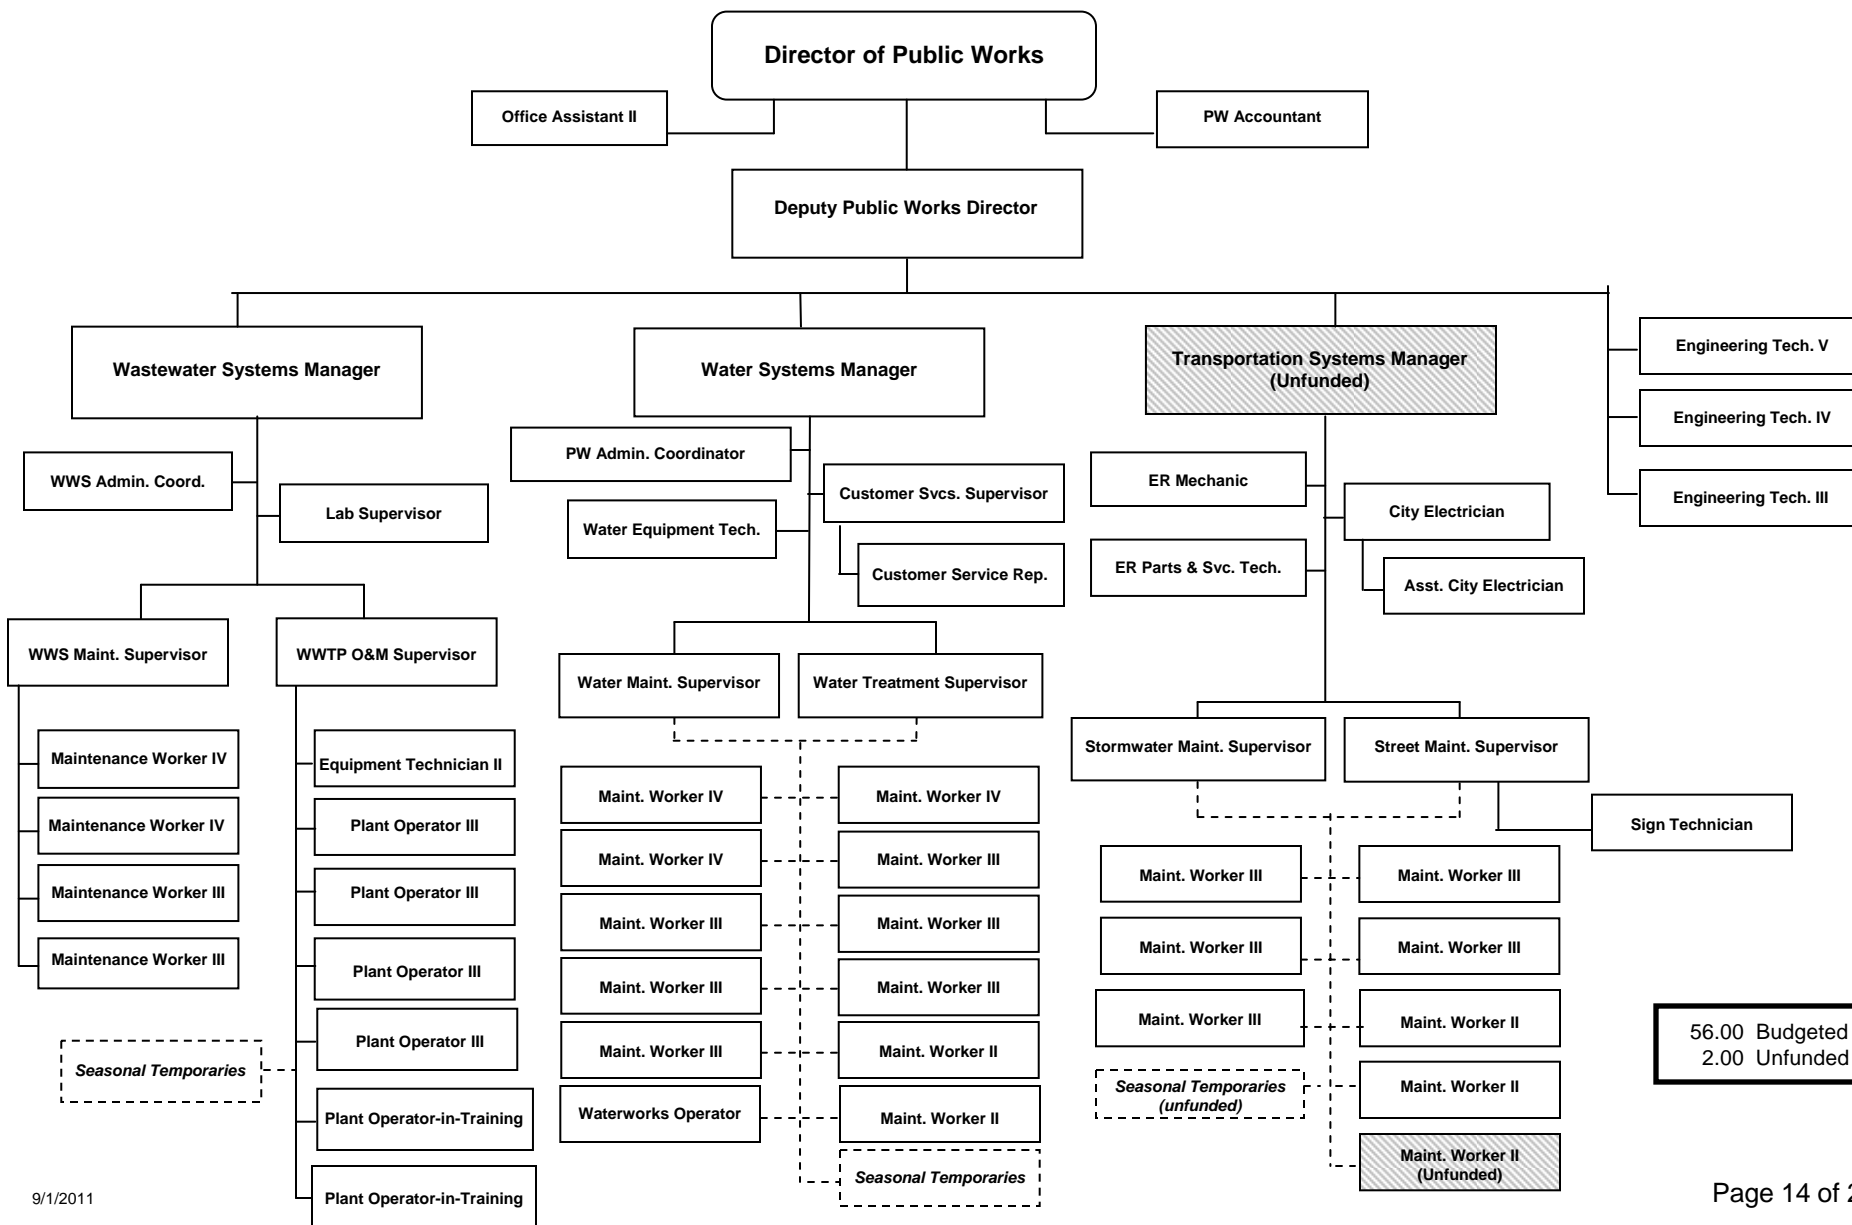 Director of Public Works
Office Assistant II
PW Accountant
Deputy Public Works Director
Wastewater Systems Manager
Water Systems Manager
Transportation Systems Manager
(Unfunded)
Engineering Tech. V
Engineering Tech. IV
Engineering Tech. III
WWS Admin. Coord.
Lab Supervisor
PW Admin. Coordinator
Customer Svcs. Supervisor
Water Equipment Tech.
Customer Service Rep.
ER Mechanic
City Electrician
ER Parts & Svc. Tech.
Asst. City Electrician
WWS Maint. Supervisor
WWTP O&M Supervisor
Water Maint. Supervisor
Water Treatment Supervisor
Stormwater Maint. Supervisor
Street Maint. Supervisor
Sign Technician
Maintenance Worker IV
Maintenance Worker IV
Maintenance Worker III
Maintenance Worker III
Equipment Technician II
Plant Operator III
Plant Operator III
Plant Operator III
Plant Operator III
Plant Operator-in-Training
Plant Operator-in-Training
Seasonal Temporaries
Maint. Worker IV
Maint. Worker IV
Maint. Worker IV
Maint. Worker III
Maint. Worker III
Maint. Worker III
Maint. Worker III
Maint. Worker III
Maint. Worker III
Maint. Worker II
Waterworks Operator
Maint. Worker II
Seasonal Temporaries
Maint. Worker III
Maint. Worker III
Maint. Worker III
Maint. Worker III
Maint. Worker III
Maint. Worker II
Seasonal Temporaries
(unfunded)
Maint. Worker II
Maint. Worker II
(Unfunded)
56.00 Budgeted
2.00 Unfunded
9/1/2011
Page 14 of 2